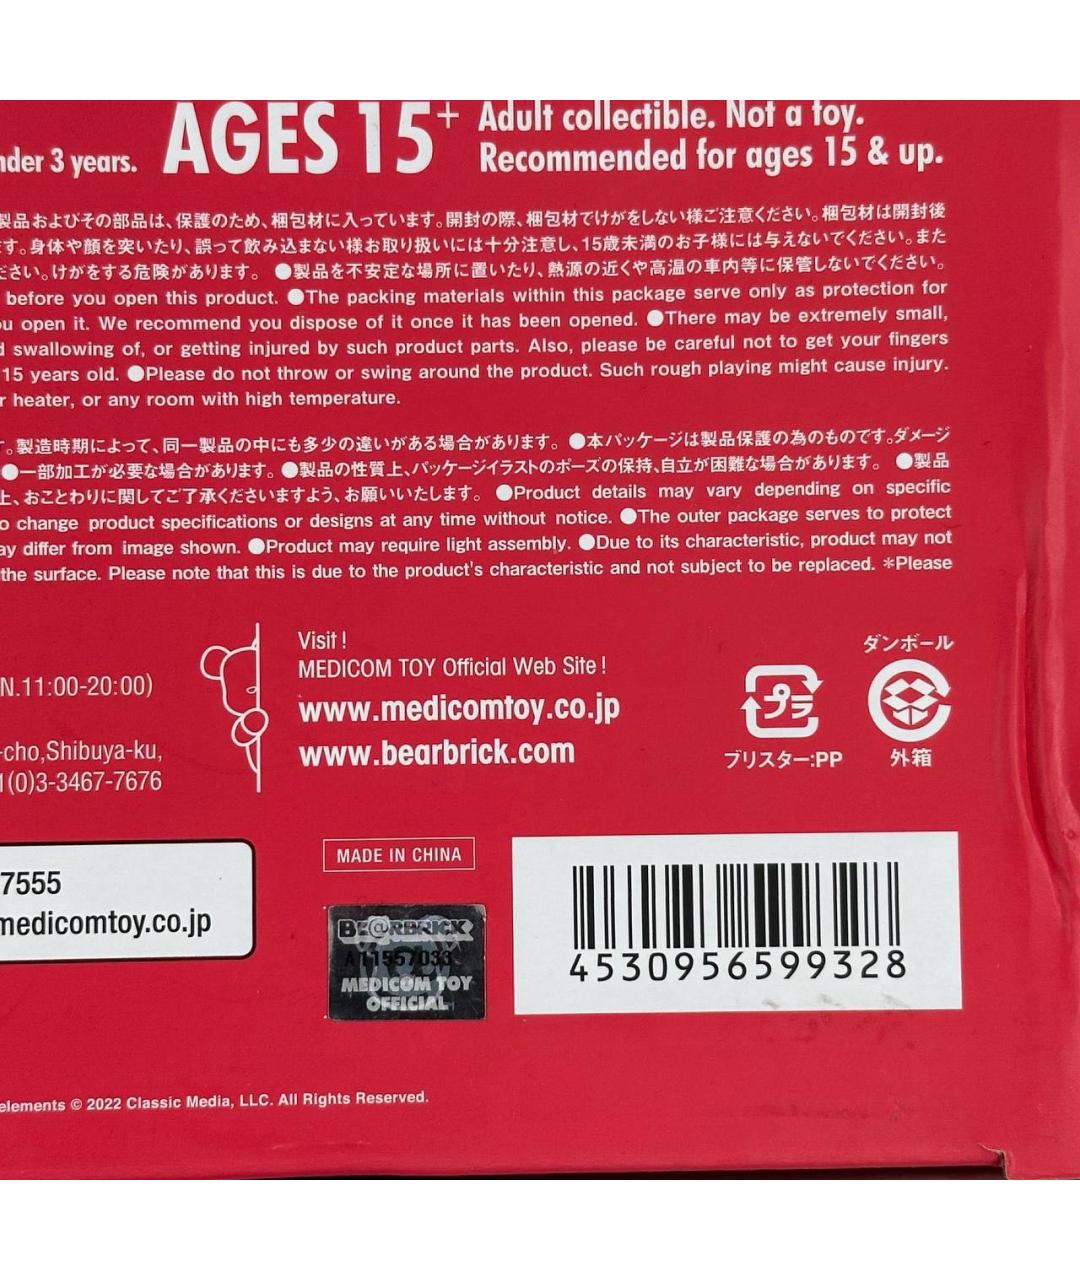 AGES 15+
Adult collectible. Not a toy.
nder 3 years.
Recommended for ages 15 & up.
製品およびその部品は、保護のため、梱包材に入っています。開封の際、梱包材でけがをしない様ご注意ください。梱包材は開封後
す。身体や顔を突いたり、誤って飲み込まない様お取り扱いには十分注意し、15歳未満のお子様には与えないでください。また
ださい。けがをする危険があります。 ●製品を不安定な場所に置いたり、熱源の近くや高温の車内等に保管しないでください。
before you open this product. ●The packing materials within this package serve only as protection for
u open it. We recommend you dispose of it once it has been opened. ●There may be extremely small,
d swallowing of, or getting injured by such product parts. Also, please be careful not to get your fingers
15 years old. ●Please do not throw or swing around the product. Such rough playing might cause injury.
r heater, or any room with high temperature.
す。製造時期によって、同一製品の中にも多少の違いがある場合があります。 ●本パッケージは製品保護の為のものです。ダメージ
●一部加工が必要な場合があります。●製品の性質上、パッケージイラストのポーズの保持、自立が困難な場合があります。 ●製品
上、おことわりに関してご了承くださいますよう、お願いいたします。 ●Product details may vary depending on specific
o change product specifications or designs at any time without notice. ●The outer package serves to protect
ay differ from image shown. ●Product may require light assembly. ●Due to its characteristic, product may not
the surface. Please note that this is due to the product's characteristic and not subject to be replaced. *Please
N.11:00-20:00)
-cho,Shibuya-ku,
1(0)3-3467-7676
Visit !
MEDICOM TOY Official Web Site !
www.medicomtoy.co.jp
www.bearbrick.com
プラ
ブリスター:PP
ダンボール
外箱
7555
medicomtoy.co.jp
MADE IN CHINA
BE@RBRICK
A11557033
MEDICOM TOY
OFFICIAL
4530956599328
elements © 2022 Classic Media, LLC. All Rights Reserved.